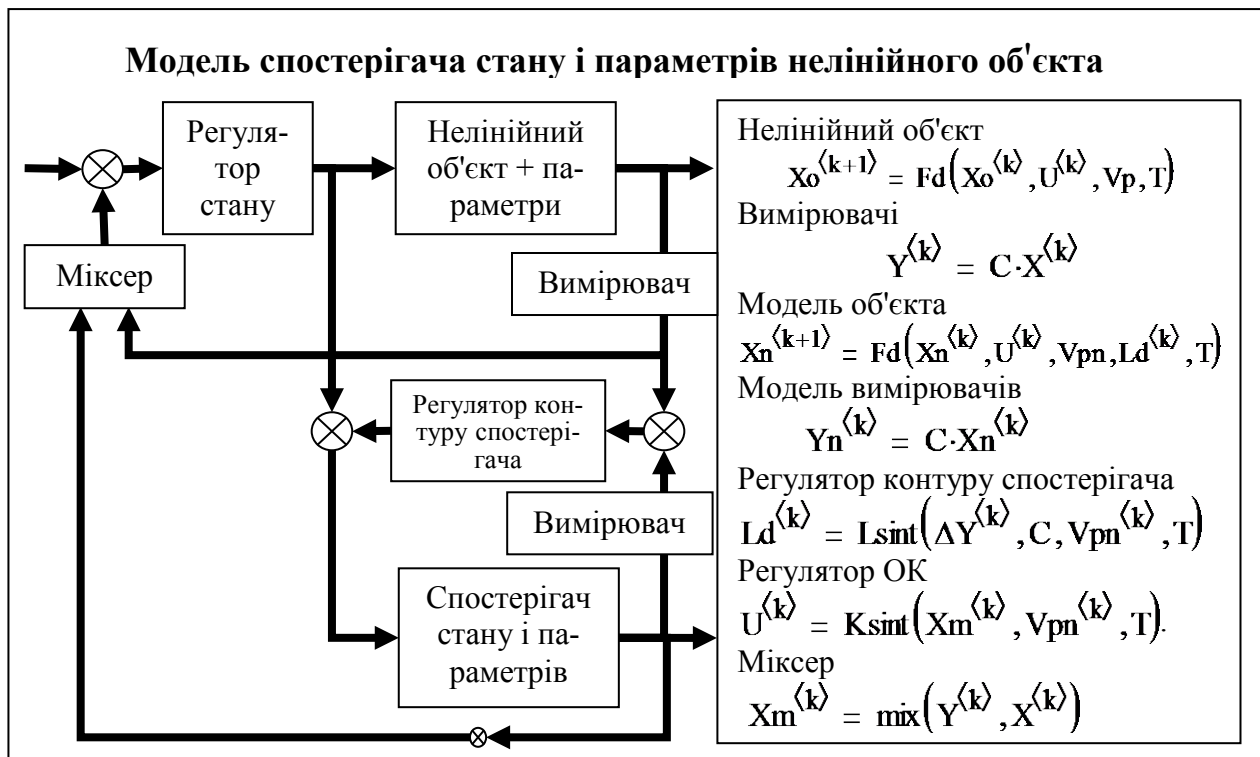 Модель спостерігача стану і параметрів нелінійного об'єкта
Регуля-
тор
стану
Нелінійний
об'єкт + па-
раметри
Міксер
Вимірювач
Регулятор кон-
туру спостері-
гача
Вимірювач
Спостерігач
стану і па-
раметрів
Нелінійний об'єкт
Xo⟨k+1⟩ = Fd(Xo⟨k⟩,U⟨k⟩,Vp,T)
Вимірювачі
Y⟨k⟩ = C·X⟨k⟩
Модель об'єкта
Xn⟨k+1⟩ = Fd(Xn⟨k⟩,U⟨k⟩,Vpn,Ld⟨k⟩,T)
Модель вимірювачів
Yn⟨k⟩ = C·Xn⟨k⟩
Регулятор контуру спостерігача
Ld⟨k⟩ = Lsint(ΔY⟨k⟩,C,Vpn⟨k⟩,T)
Регулятор ОК
U⟨k⟩ = Ksint(Xm⟨k⟩,Vpn⟨k⟩,T).
Міксер
Xm⟨k⟩ = mix(Y⟨k⟩,X⟨k⟩)